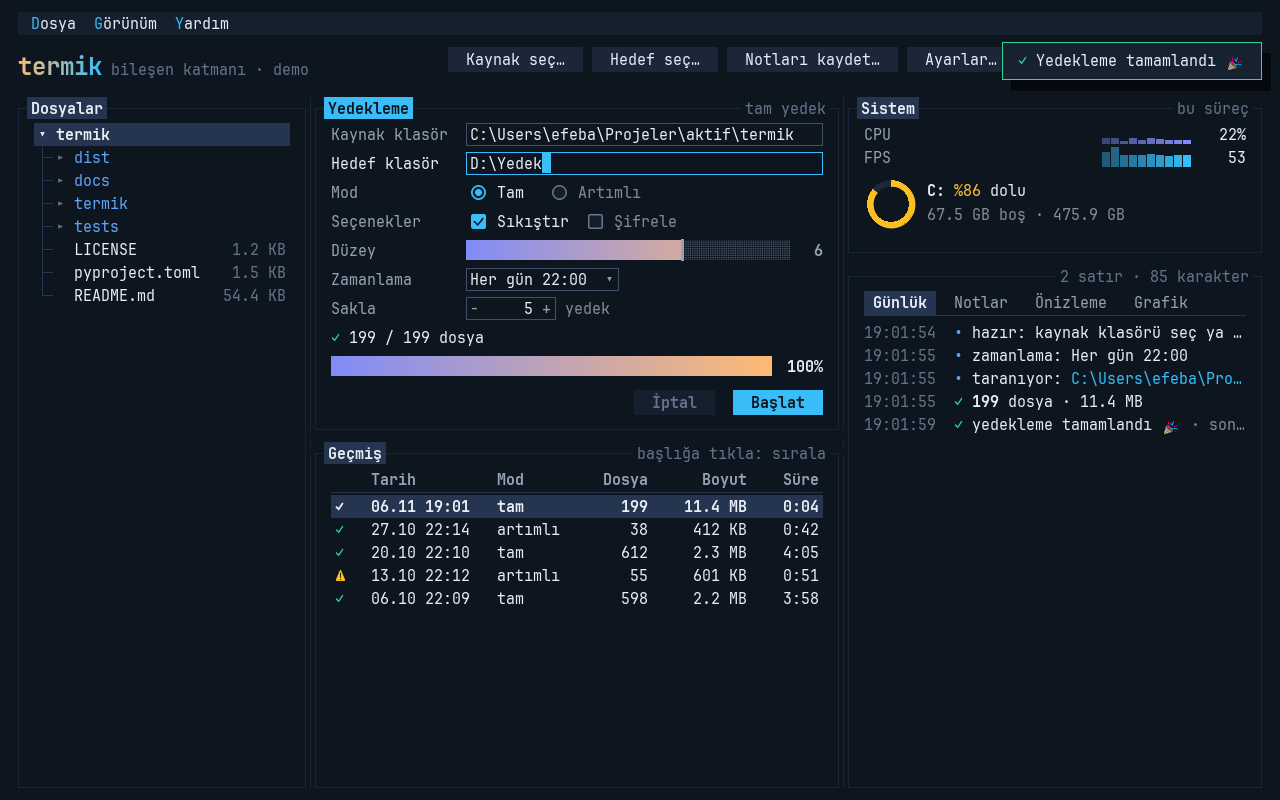 Dosya Görünüm Yardım
termik bileşen katmanı · demo
Kaynak seç… Hedef seç… Notları kaydet… Ayarlar…
✓ Yedekleme tamamlandı 🎉
Dosyalar
▾ termik
▸ dist
▸ docs
▸ termik
▸ tests
LICENSE 1.2 KB
pyproject.toml 1.5 KB
README.md 54.4 KB
Yedekleme tam yedek
Kaynak klasör C:\Users\efeba\Projeler\aktif\termik
Hedef klasör D:\Yedek
Mod Tam Artımlı
Seçenekler Sıkıştır Şifrele
Düzey 6
Zamanlama Her gün 22:00 ▾
Sakla - 5 + yedek
✓ 199 / 199 dosya
100%
İptal Başlat
Geçmiş başlığa tıkla: sırala
Tarih Mod Dosya Boyut Süre
✓ 06.11 19:01 tam 199 11.4 MB 0:04
✓ 27.10 22:14 artımlı 38 412 KB 0:42
✓ 20.10 22:10 tam 612 2.3 MB 4:05
⚠ 13.10 22:12 artımlı 55 601 KB 0:51
✓ 06.10 22:09 tam 598 2.2 MB 3:58
Sistem bu süreç
CPU 22%
FPS 53
C: %86 dolu
67.5 GB boş · 475.9 GB
2 satır · 85 karakter
Günlük Notlar Önizleme Grafik
19:01:54 • hazır: kaynak klasörü seç ya …
19:01:55 • zamanlama: Her gün 22:00
19:01:55 • taranıyor: C:\Users\efeba\Pro…
19:01:55 ✓ 199 dosya · 11.4 MB
19:01:59 ✓ yedekleme tamamlandı 🎉 · son…